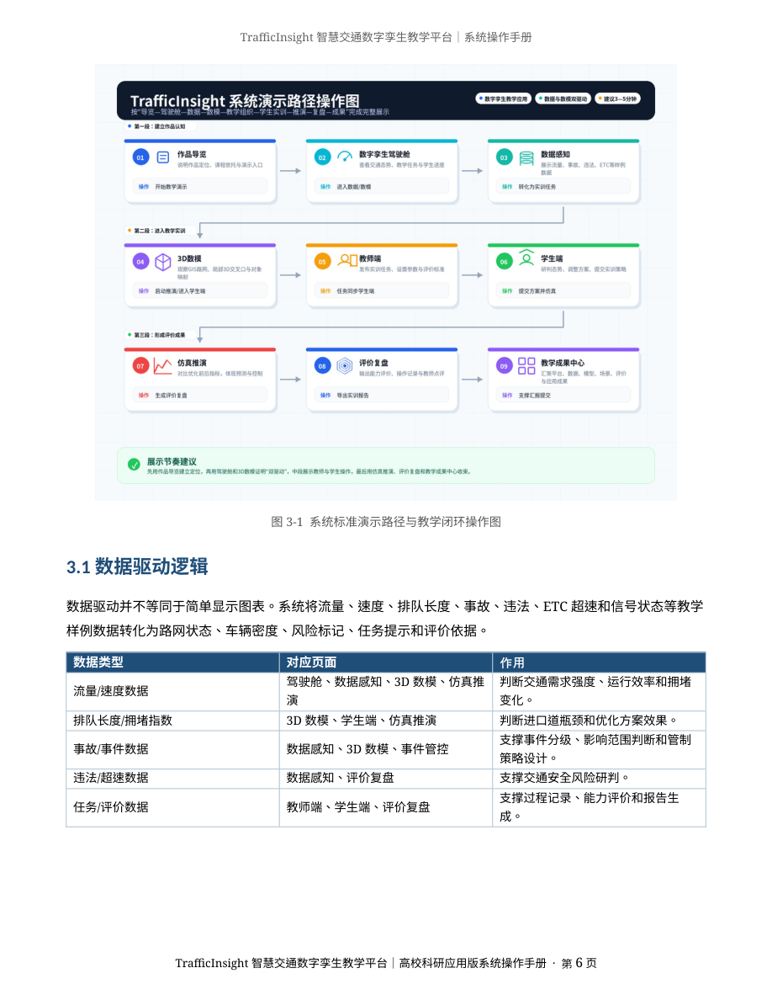 TrafficInsight 智慧交通数字孪生教学平台｜系统操作手册
TrafficInsight 系统演示路径操作图
按“导览—驾驶舱—数据—数模—教学组织—学生实训—推演—复盘—成果”完成完整展示
数字孪生教学应用
数据与数模双驱动
建议3—5分钟
第一段：建立作品认知
01
作品导览
说明作品定位、课程依托与演示入口
操作 开始教学演示
02
数字孪生驾驶舱
查看交通态势、教学任务与学生进度
操作 进入数据/数模
03
数据感知
展示流量、事故、违法、ETC等样例
数据
操作 转化为实训任务
第二段：进入教学实训
04
3D数模
观察GIS路网、局部3D交叉口与对象
映射
操作 启动推演/进入学生端
05
教师端
发布实训任务、设置参数与评价标准
操作 任务同步学生端
06
学生端
研判态势、调整方案、提交实训策略
操作 提交方案并仿真
第三段：形成评价成果
07
仿真推演
对比优化前后指标，体现预测与控制
操作 生成评价复盘
08
评价复盘
输出能力评价、操作记录与教师点评
操作 导出实训报告
09
教学成果中心
汇聚平台、数据、模型、场景、评价
与应用成果
操作 支撑汇报提交
展示节奏建议
先用作品导览建立定位，再用驾驶舱和3D数模证明“双驱动”，中段展示教师与学生操作，最后用仿真推演、评价复盘和教学成果中心收束。
图 3-1 系统标准演示路径与教学闭环操作图
3.1 数据驱动逻辑
数据驱动并不等同于简单显示图表。系统将流量、速度、排队长度、事故、违法、ETC 超速和信号状态等教学
样例数据转化为路网状态、车辆密度、风险标记、任务提示和评价依据。
数据类型 对应页面 作用
流量/速度数据
驾驶舱、数据感知、3D 数模、仿真推
演
判断交通需求强度、运行效率和拥堵
变化。
排队长度/拥堵指数 3D 数模、学生端、仿真推演 判断进口道瓶颈和优化方案效果。
事故/事件数据 数据感知、3D 数模、事件管控
支撑事件分级、影响范围判断和管制
策略设计。
违法/超速数据 数据感知、评价复盘 支撑交通安全风险研判。
任务/评价数据 教师端、学生端、评价复盘
支撑过程记录、能力评价和报告生
成。
TrafficInsight 智慧交通数字孪生教学平台｜高校科研应用版系统操作手册 · 第 6 页